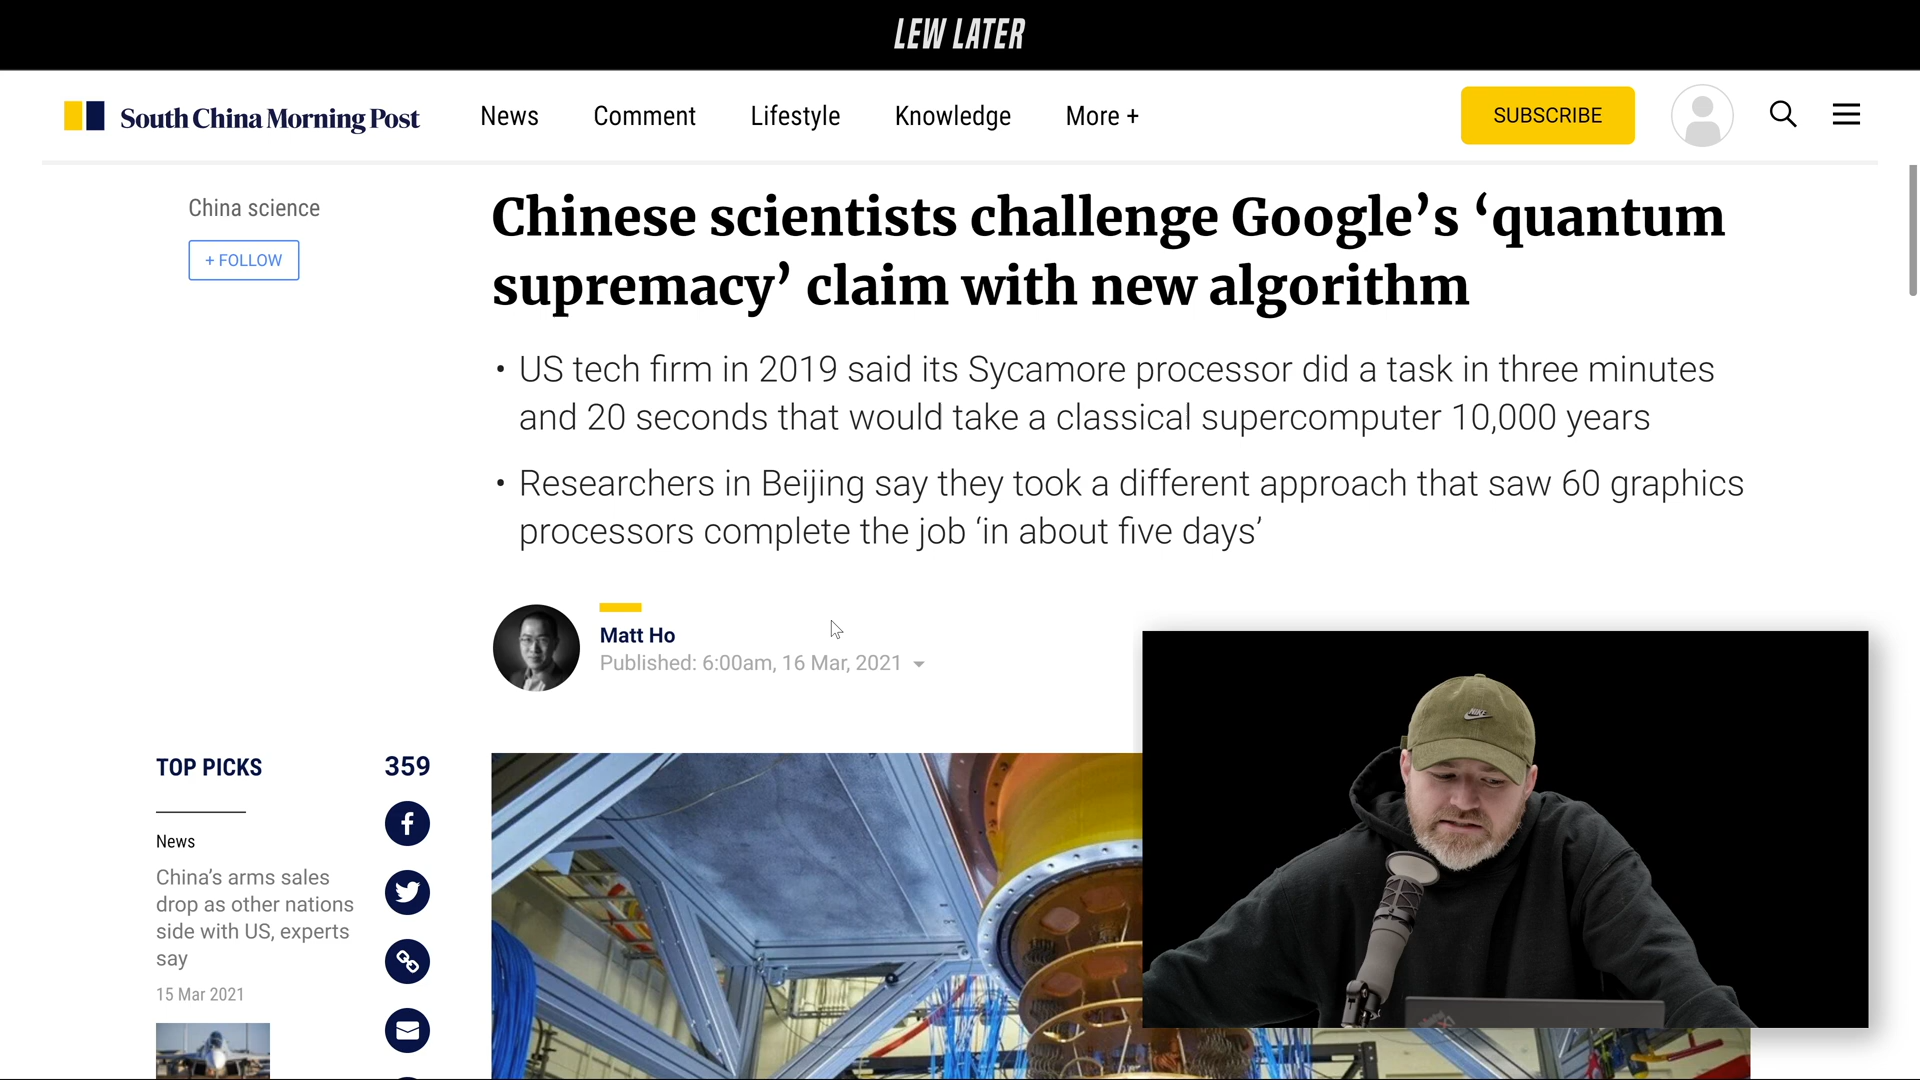 LEW LATER
South China Morning Post
News
Comment
Lifestyle
Knowledge
More +
SUBSCRIBE
China science
+ FOLLOW
Chinese scientists challenge Google’s ‘quantum
supremacy’ claim with new algorithm
• US tech firm in 2019 said its Sycamore processor did a task in three minutes
and 20 seconds that would take a classical supercomputer 10,000 years
• Researchers in Beijing say they took a different approach that saw 60 graphics
processors complete the job ‘in about five days’
Matt Ho
Published: 6:00am, 16 Mar, 2021
TOP PICKS
359
News
China’s arms sales
drop as other nations
side with US, experts
say
15 Mar 2021
NIKE